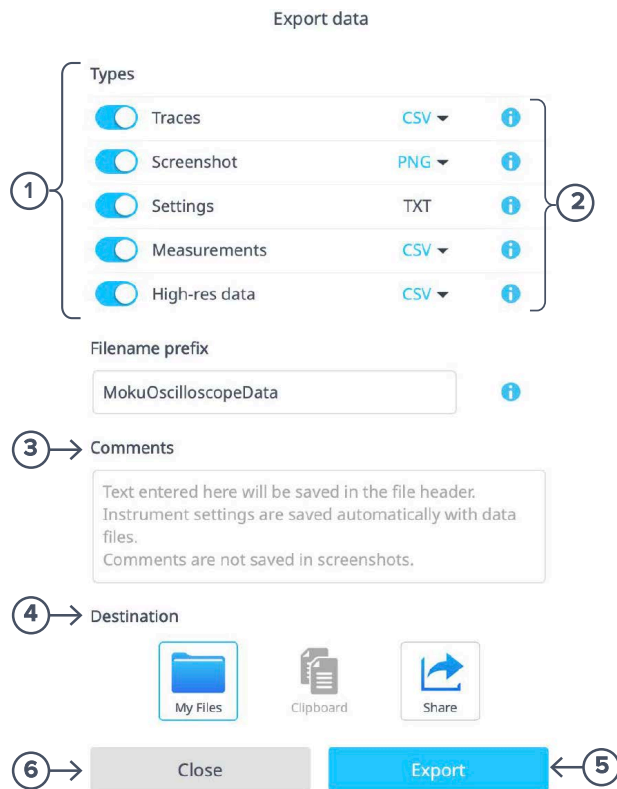 Export data
Types
Traces CSV
Screenshot PNG
1
2
Settings TXT
Measurements CSV
High-res data CSV
Filename prefix
MokuOscilloscopeData
3 Comments
Text entered here will be saved in the file header.
Instrument settings are saved automatically with data
files.
Comments are not saved in screenshots.
4 Destination
My Files Clipboard Share
6 Close Export 5